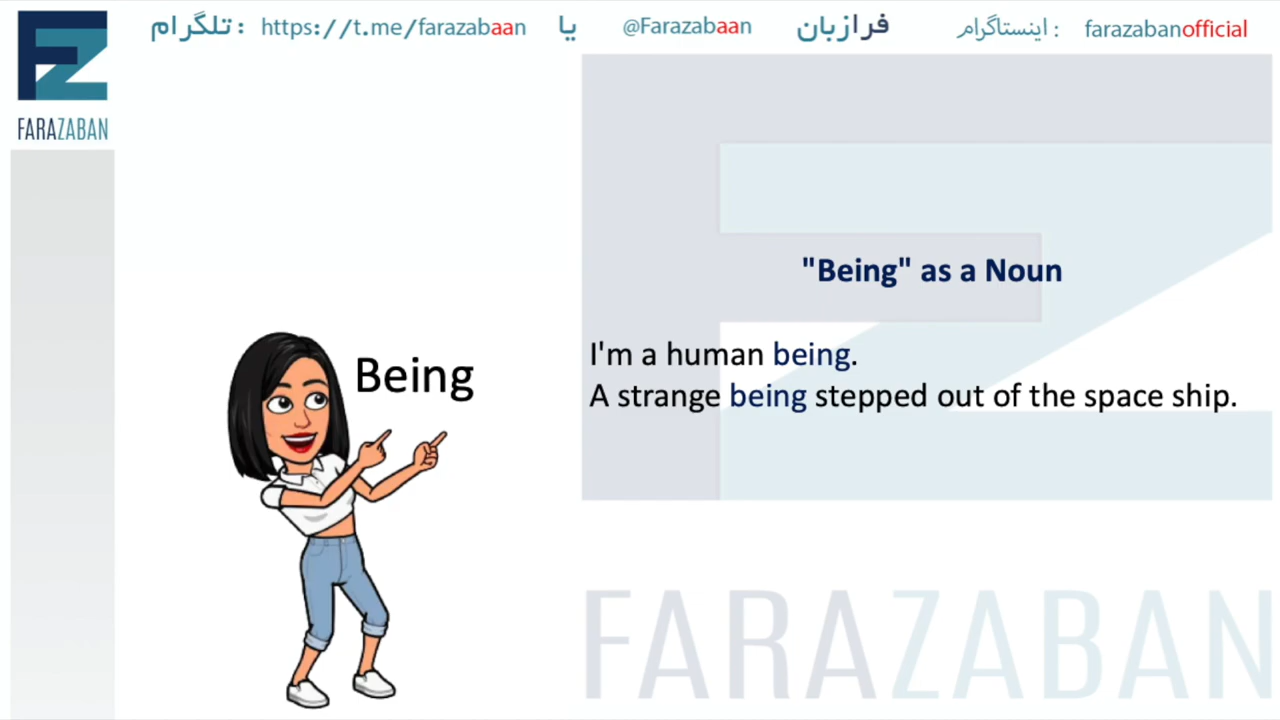 تلگرام : https://t.me/farazabaan یا @Farazabaan فرازبان اینستاگرام : farazabanofficial
FZ
FARAZABAN
"Being" as a Noun
Being
I'm a human being.
A strange being stepped out of the space ship.
FARAZABAN